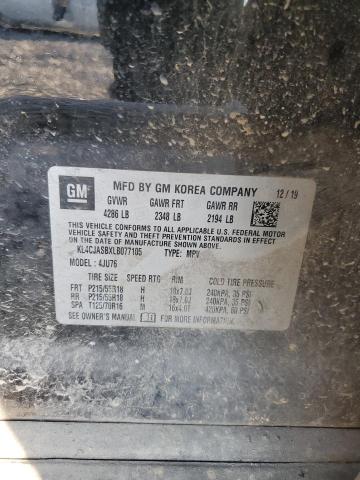 GM
MFD BY GM KOREA COMPANY 12/19
GVWR GAWR FRT GAWR RR
4286 LB 2348 LB 2194 LB
THIS VEHICLE CONFORMS TO ALL APPLICABLE U.S. FEDERAL MOTOR
VEHICLE SAFETY, BUMPER, AND THEFT PREVENTION STANDARDS IN
EFFECT ON THE DATE OF MANUFACTURE SHOWN ABOVE.
KL4CJASBXLB077105 TYPE: MPV
MODEL: 4JU76
TIRE SIZE SPEED RTG RIM COLD TIRE PRESSURE
FRT P215/55R18 H 18x7.0J 240KPA, 35 PSI
RR P215/55R18 H 18x7.0J 240KPA, 35 PSI
SPA T125/70R16 M 16x4.0T 420KPA, 60 PSI
SEE OWNER'S MANUAL FOR MORE INFORMATION